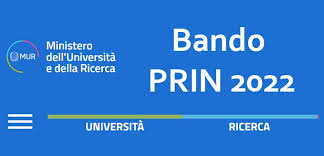 MUR
Ministero
dell'Università
e della Ricerca
Bando
PRIN 2022
UNIVERSITÀ
RICERCA